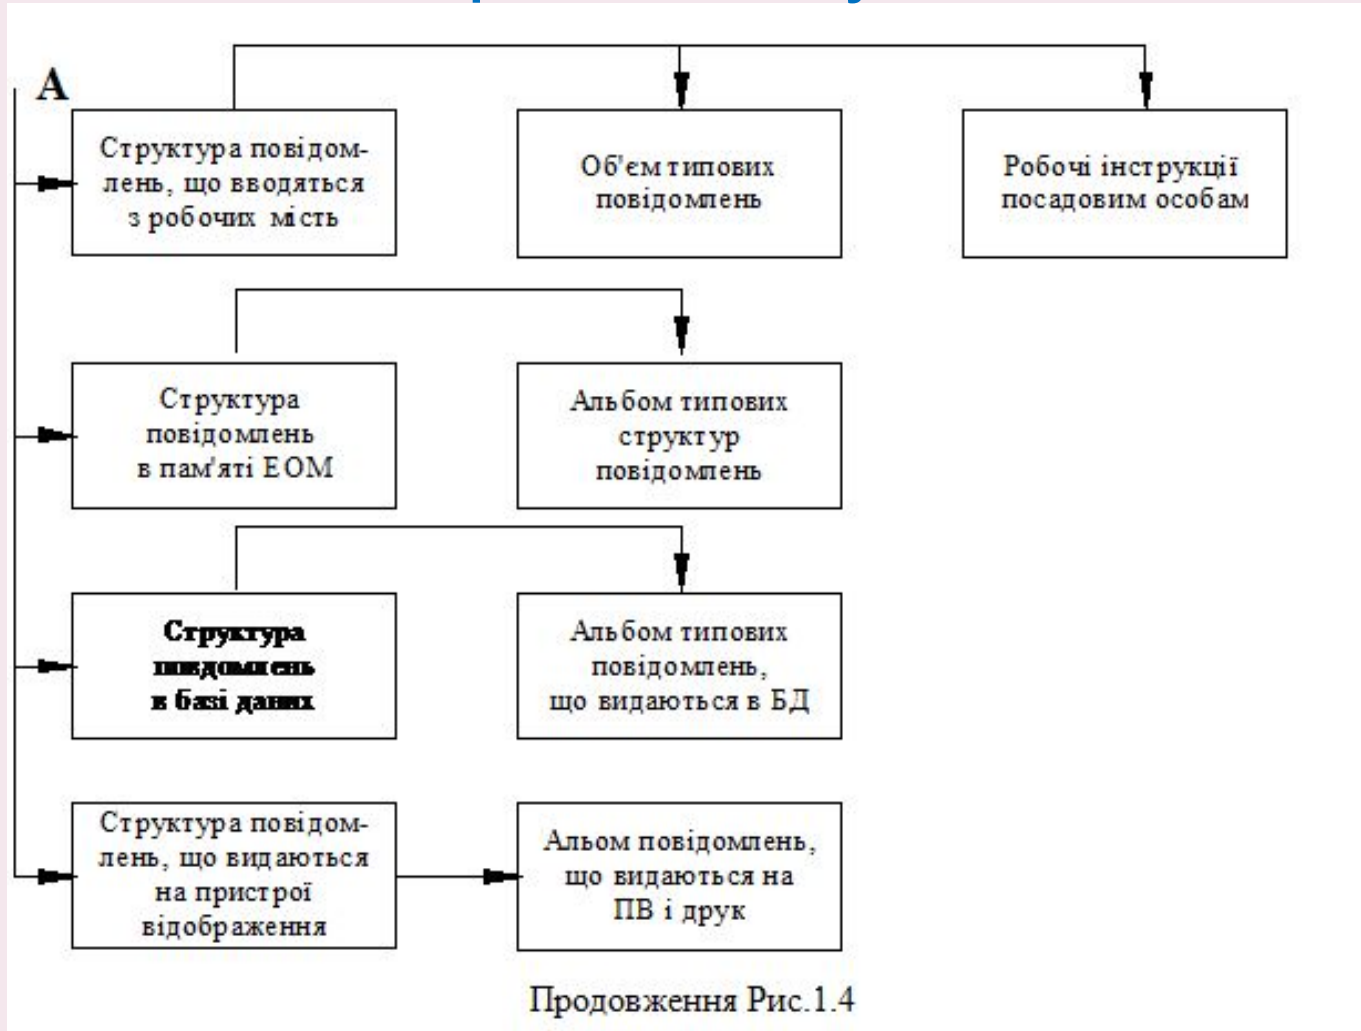 А
Структура повідом-
лень, що вводяться
з робочих мість
Об'єм типових
повідомлень
Робочі інструкції
посадовим особам
Структура
повідомлень
в пам'яті ЕОМ
Альбом типових
структур
повідомлень
Структура
повідомлень
в базі даних
Альбом типових
повідомлень,
що видаються в БД
Структура повідом-
лень, що видаються
на пристрої
відображення
Альом повідомлень,
що видаються на
ПВ і друк
Продовження Рис.1.4